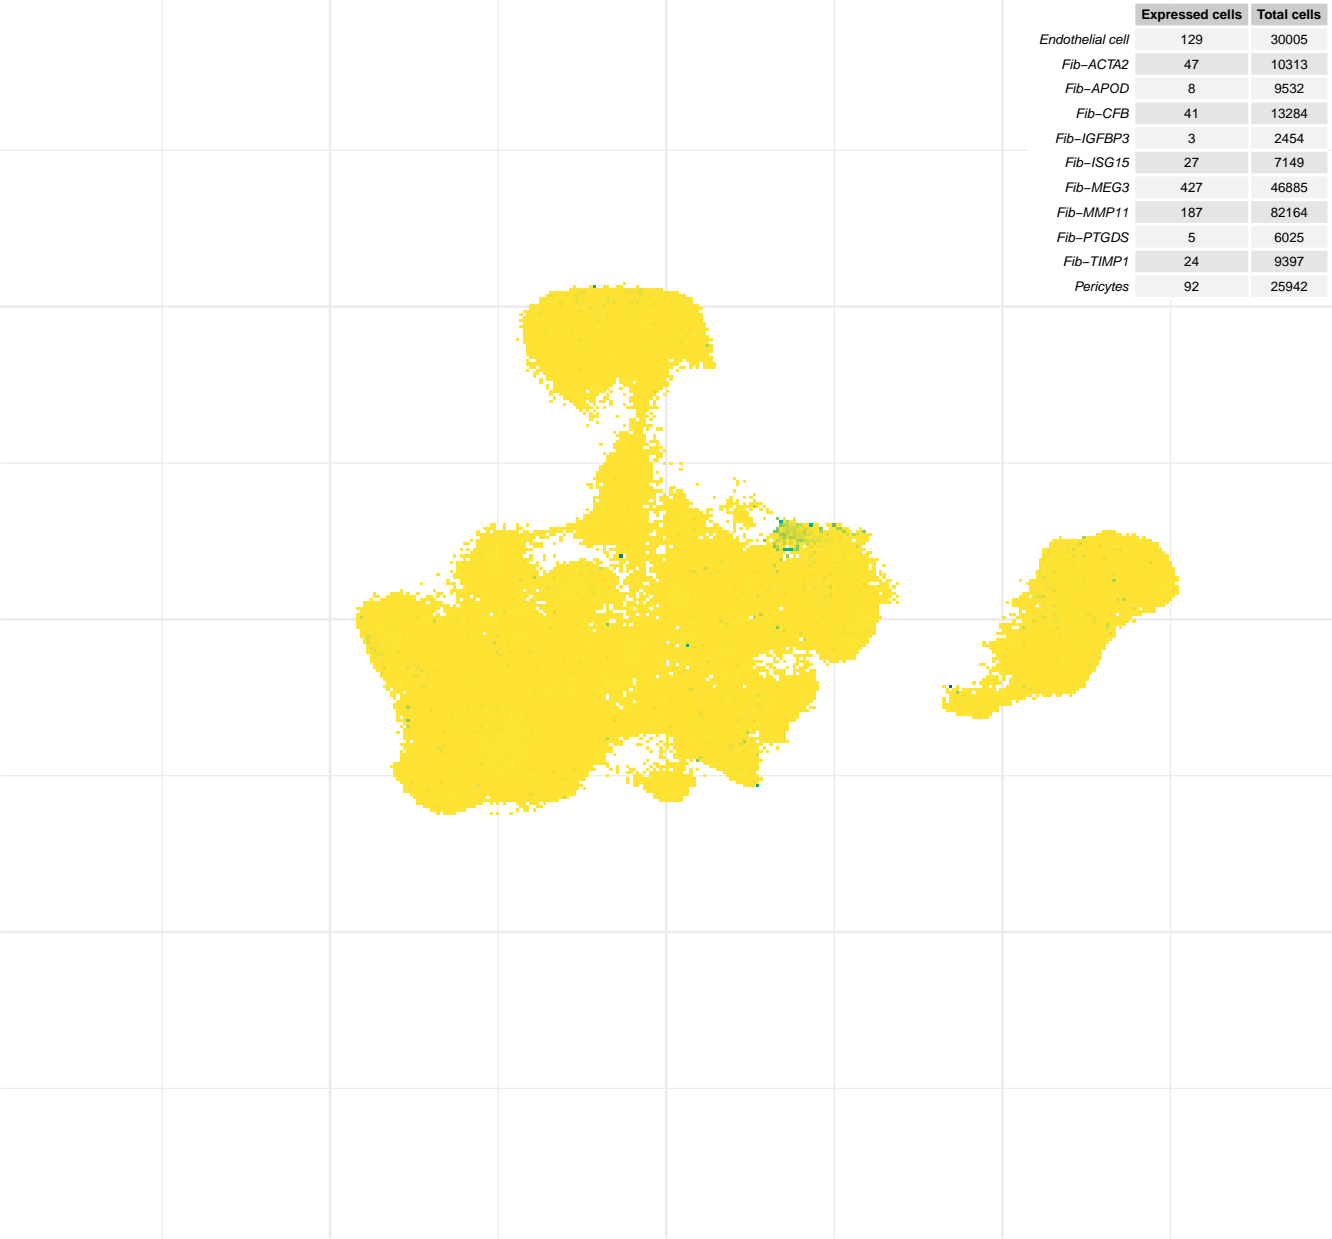 Expressed cells Total cells
Endothelial cell 129 30005
Fib−ACTA2 47 10313
Fib−APOD 8 9532
Fib−CFB 41 13284
Fib−IGFBP3 3 2454
Fib−ISG15 27 7149
Fib−MEG3 427 46885
Fib−MMP11 187 82164
Fib−PTGDS 5 6025
Fib−TIMP1 24 9397
Pericytes 92 25942